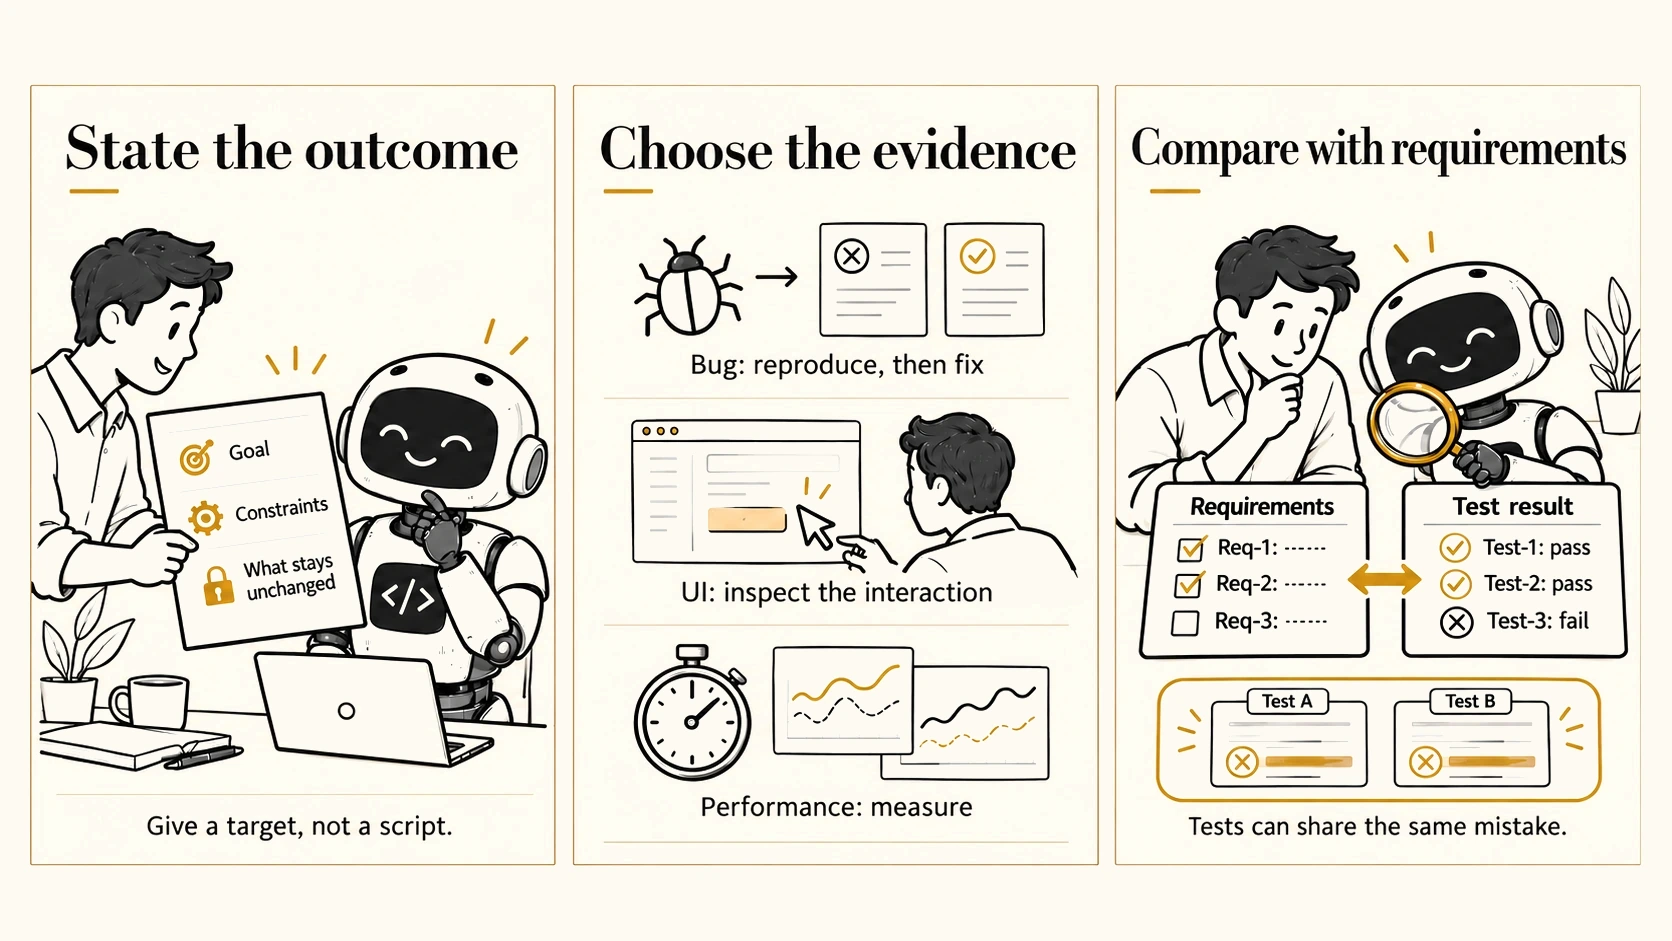 State the outcome
Goal
Constraints
What stays
unchanged
</>
Give a target, not a script.
Choose the evidence
Bug: reproduce, then fix
UI: inspect the interaction
Performance: measure
Compare with requirements
Requirements
Req-1: ------
Req-2: ------
Req-3: ------
Test result
Test-1: pass
Test-2: pass
Test-3: fail
Test A
Test B
Tests can share the same mistake.